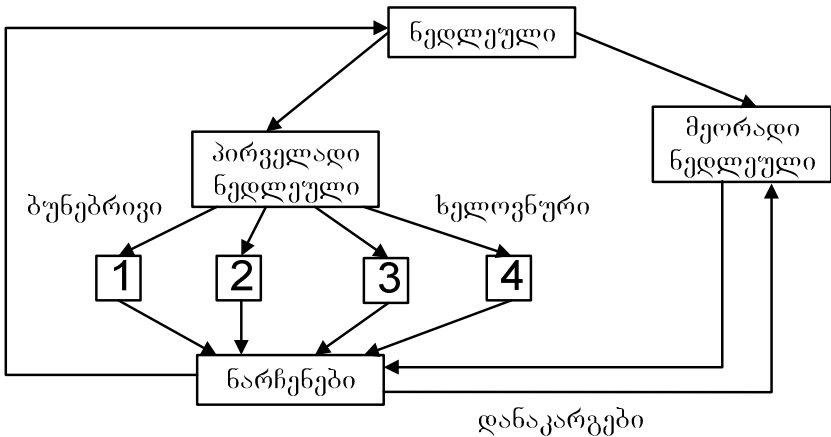 ნედლეული
მეორადი
ნედლეული
პირველადი
ნედლეული
ბუნებრივი
ხელოვნური
1
2
3
4
ნარჩენები
დანაკარგები